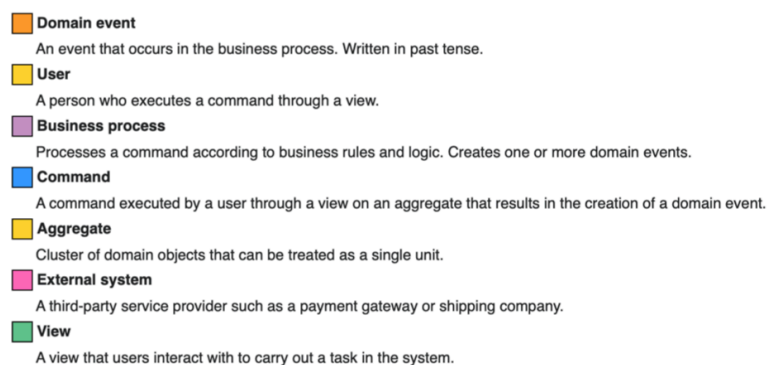 Domain event
An event that occurs in the business process. Written in past tense.
User
A person who executes a command through a view.
Business process
Processes a command according to business rules and logic. Creates one or more domain events.
Command
A command executed by a user through a view on an aggregate that results in the creation of a domain event.
Aggregate
Cluster of domain objects that can be treated as a single unit.
External system
A third-party service provider such as a payment gateway or shipping company.
View
A view that users interact with to carry out a task in the system.